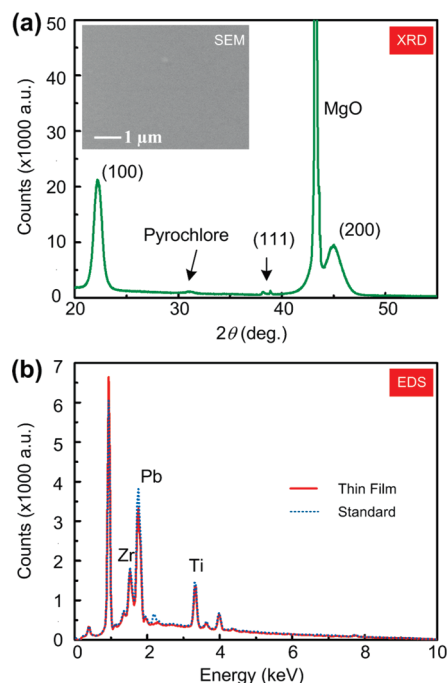 (a)
SEM
XRD
1 μm
MgO
(100)
Pyrochlore
(111)
(200)
Counts (x1000 a.u.)
50
40
30
20
10
0
20 30 40 50
2θ (deg.)
(b)
EDS
Pb
Zr
Ti
Thin Film
Standard
Counts (x1000 a.u.)
7
6
5
4
3
2
1
0
0 2 4 6 8 10
Energy (keV)